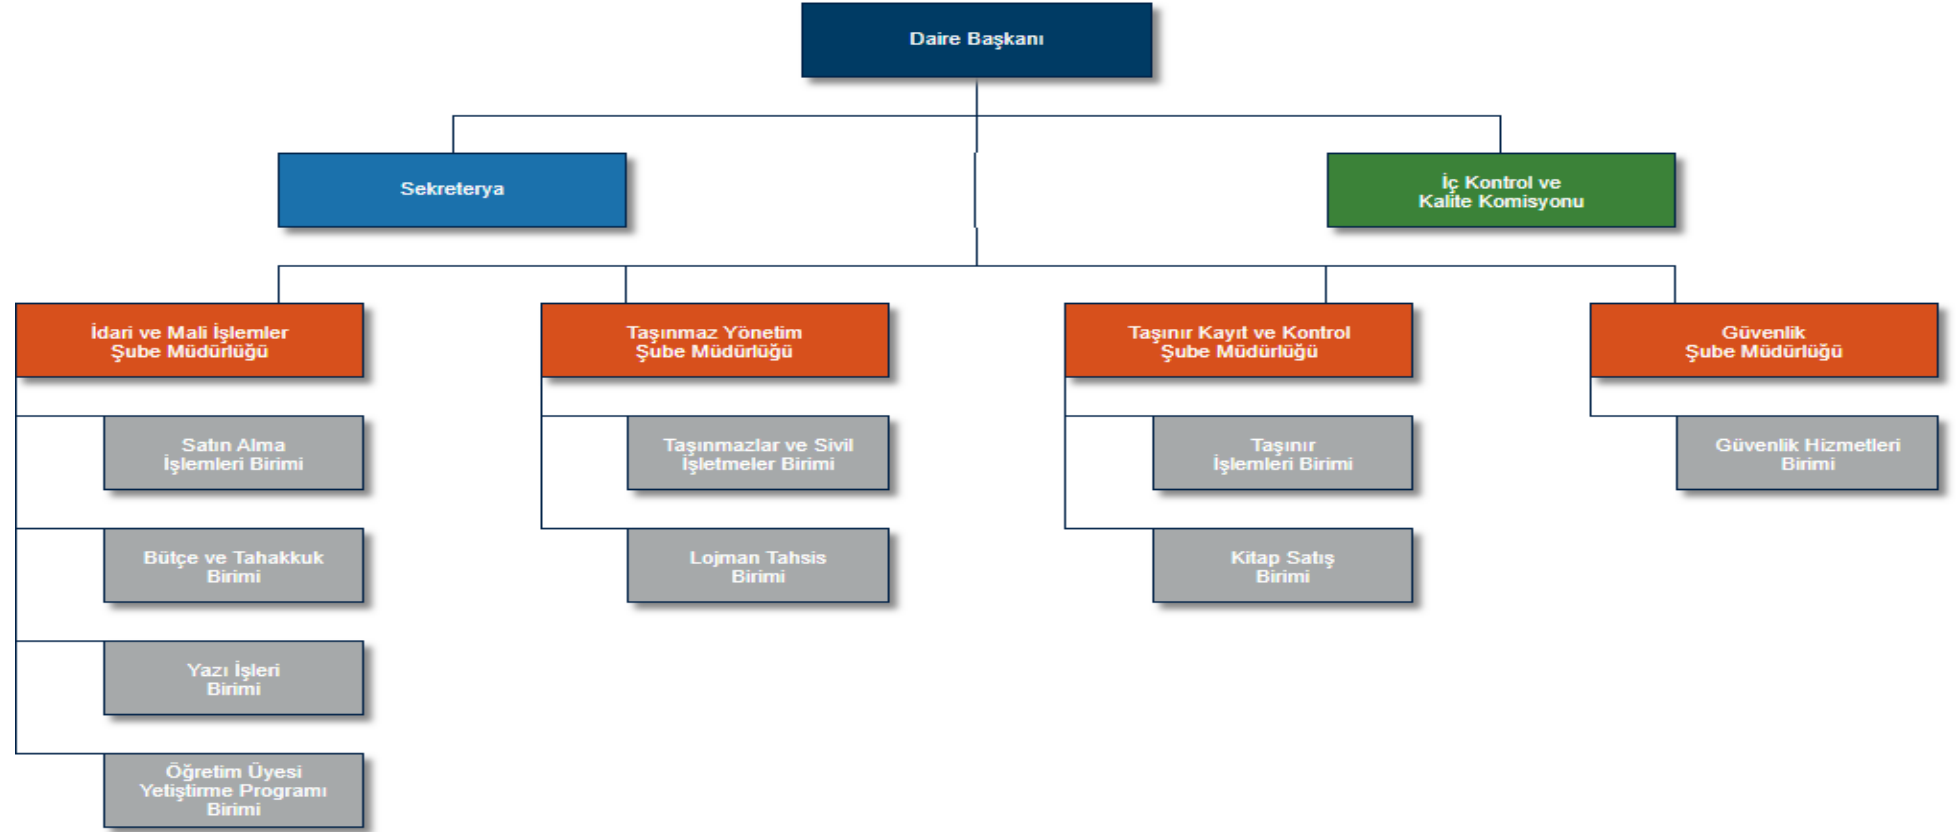 Daire Başkanı
Sekreterya
İç Kontrol ve
Kalite Komisyonu
İdari ve Mali İşlemler
Şube Müdürlüğü
Taşınmaz Yönetim
Şube Müdürlüğü
Taşınır Kayıt ve Kontrol
Şube Müdürlüğü
Güvenlik
Şube Müdürlüğü
Satın Alma
İşlemleri Birimi
Taşınmazlar ve Sivil
İşletmeler Birimi
Taşınır
İşlemleri Birimi
Güvenlik Hizmetleri
Birimi
Bütçe ve Tahakkuk
Birimi
Lojman Tahsis
Birimi
Kitap Satış
Birimi
Yazı İşleri
Birimi
Öğretim Üyesi
Yetiştirme Programı
Birimi